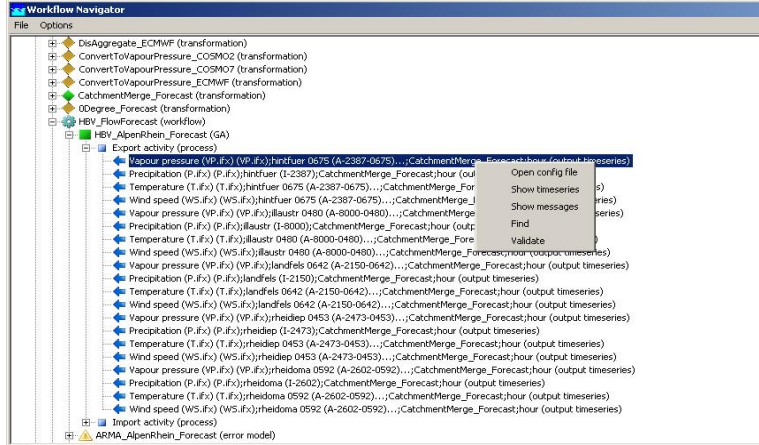 Workflow Navigator
File Options
DisAggregate_ECMWF (transformation)
ConvertToVapourPressure_COSMO2 (transformation)
ConvertToVapourPressure_COSMO7 (transformation)
ConvertToVapourPressure_ECMWF (transformation)
CatchmentMerge_Forecast (transformation)
0Degree_Forecast (transformation)
HBV_FlowForecast (workflow)
HBV_AlpenRhein_Forecast (GA)
Export activity (process)
Vapour pressure (VP.ifx) (VP.ifx);hintfuer 0675 (A-2387-0675)...;CatchmentMerge_Forecast;hour (output timeseries)
Precipitation (P.ifx) (P.ifx);hintfuer (I-2387);CatchmentMerge_Forecast;hour
Open config file
Temperature (T.ifx) (T.ifx);hintfuer 0675 (A-2387-0675)...;CatchmentMerge_
Show timeseries
Wind speed (WS.ifx) (WS.ifx);hintfuer 0675 (A-2387-0675)...;CatchmentMerge
Show messages
Vapour pressure (VP.ifx) (VP.ifx);illaustr 0480 (A-8000-0480)...;CatchmentMerge
Precipitation (P.ifx) (P.ifx);illaustr (I-8000);CatchmentMerge_Forecast;hour
Find
Temperature (T.ifx) (T.ifx);illaustr 0480 (A-8000-0480)...;CatchmentMerge_
Validate
Wind speed (WS.ifx) (WS.ifx);illaustr 0480 (A-8000-0480)...;CatchmentMerge_Forecast;hour (output timeseries)
Vapour pressure (VP.ifx) (VP.ifx);landfels 0642 (A-2150-0642)...;CatchmentMerge_Forecast;hour (output timeseries)
Precipitation (P.ifx) (P.ifx);landfels (I-2150);CatchmentMerge_Forecast;hour (output timeseries)
Temperature (T.ifx) (T.ifx);landfels 0642 (A-2150-0642)...;CatchmentMerge_Forecast;hour (output timeseries)
Wind speed (WS.ifx) (WS.ifx);landfels 0642 (A-2150-0642)...;CatchmentMerge_Forecast;hour (output timeseries)
Vapour pressure (VP.ifx) (VP.ifx);rheidiep 0453 (A-2473-0453)...;CatchmentMerge_Forecast;hour (output timeseries)
Precipitation (P.ifx) (P.ifx);rheidiep (I-2473);CatchmentMerge_Forecast;hour (output timeseries)
Temperature (T.ifx) (T.ifx);rheidiep 0453 (A-2473-0453)...;CatchmentMerge_Forecast;hour (output timeseries)
Wind speed (WS.ifx) (WS.ifx);rheidiep 0453 (A-2473-0453)...;CatchmentMerge_Forecast;hour (output timeseries)
Vapour pressure (VP.ifx) (VP.ifx);rheidoma 0592 (A-2602-0592)...;CatchmentMerge_Forecast;hour (output timeseries)
Precipitation (P.ifx) (P.ifx);rheidoma (I-2602);CatchmentMerge_Forecast;hour (output timeseries)
Temperature (T.ifx) (T.ifx);rheidoma 0592 (A-2602-0592)...;CatchmentMerge_Forecast;hour (output timeseries)
Wind speed (WS.ifx) (WS.ifx);rheidoma 0592 (A-2602-0592)...;CatchmentMerge_Forecast;hour (output timeseries)
Import activity (process)
ARMA_AlpenRhein_Forecast (error model)